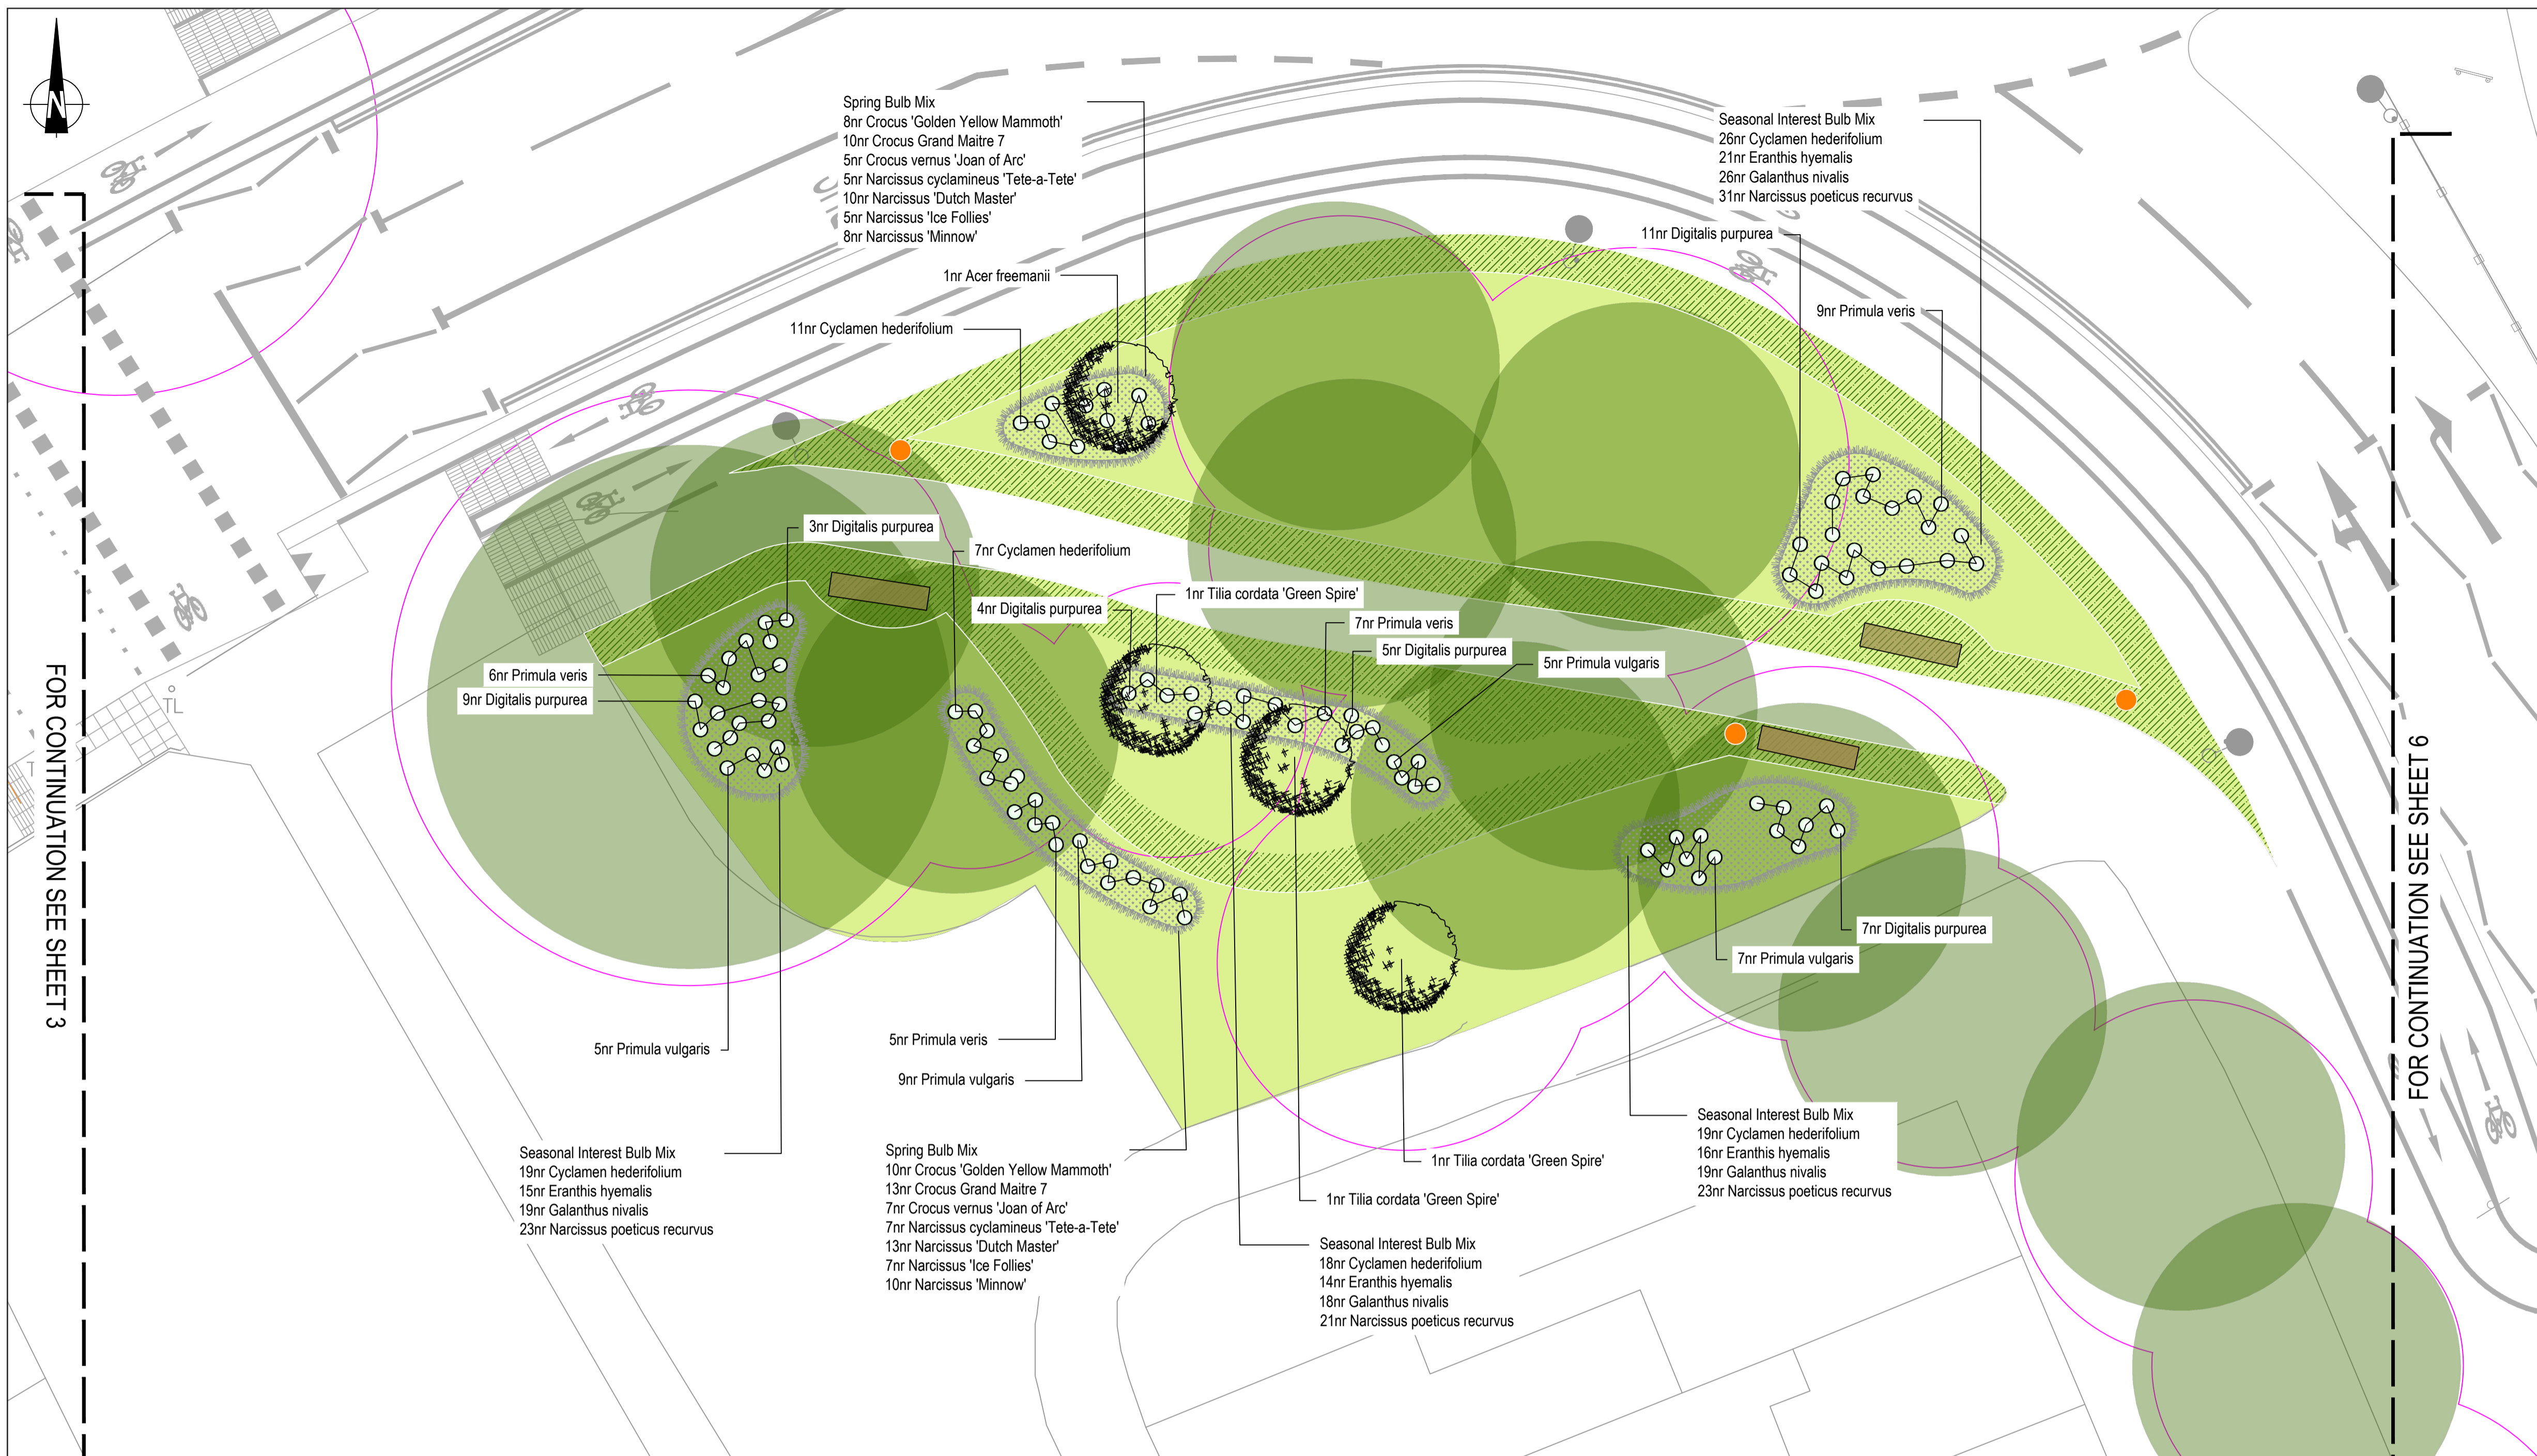 N
Spring Bulb Mix
8nr Crocus 'Golden Yellow Mammoth'
10nr Crocus Grand Maitre 7
5nr Crocus vernus 'Joan of Arc'
5nr Narcissus cyclamineus 'Tete-a-Tete'
10nr Narcissus 'Dutch Master'
5nr Narcissus 'Ice Follies'
8nr Narcissus 'Minnow'
Seasonal Interest Bulb Mix
26nr Cyclamen hederifolium
21nr Eranthis hyemalis
26nr Galanthus nivalis
31nr Narcissus poeticus recurvus
11nr Digitalis purpurea
1nr Acer freemanii
9nr Primula veris
11nr Cyclamen hederifolium
3nr Digitalis purpurea
7nr Cyclamen hederifolium
1nr Tilia cordata 'Green Spire'
4nr Digitalis purpurea
7nr Primula veris
5nr Digitalis purpurea
5nr Primula vulgaris
6nr Primula veris
9nr Digitalis purpurea
TL
FOR CONTINUATION SEE SHEET 3
FOR CONTINUATION SEE SHEET 6
7nr Digitalis purpurea
7nr Primula vulgaris
5nr Primula vulgaris
5nr Primula veris
9nr Primula vulgaris
Seasonal Interest Bulb Mix
19nr Cyclamen hederifolium
15nr Eranthis hyemalis
19nr Galanthus nivalis
23nr Narcissus poeticus recurvus
Spring Bulb Mix
10nr Crocus 'Golden Yellow Mammoth'
13nr Crocus Grand Maitre 7
7nr Crocus vernus 'Joan of Arc'
7nr Narcissus cyclamineus 'Tete-a-Tete'
13nr Narcissus 'Dutch Master'
7nr Narcissus 'Ice Follies'
10nr Narcissus 'Minnow'
1nr Tilia cordata 'Green Spire'
1nr Tilia cordata 'Green Spire'
Seasonal Interest Bulb Mix
18nr Cyclamen hederifolium
14nr Eranthis hyemalis
18nr Galanthus nivalis
21nr Narcissus poeticus recurvus
Seasonal Interest Bulb Mix
19nr Cyclamen hederifolium
16nr Eranthis hyemalis
19nr Galanthus nivalis
23nr Narcissus poeticus recurvus